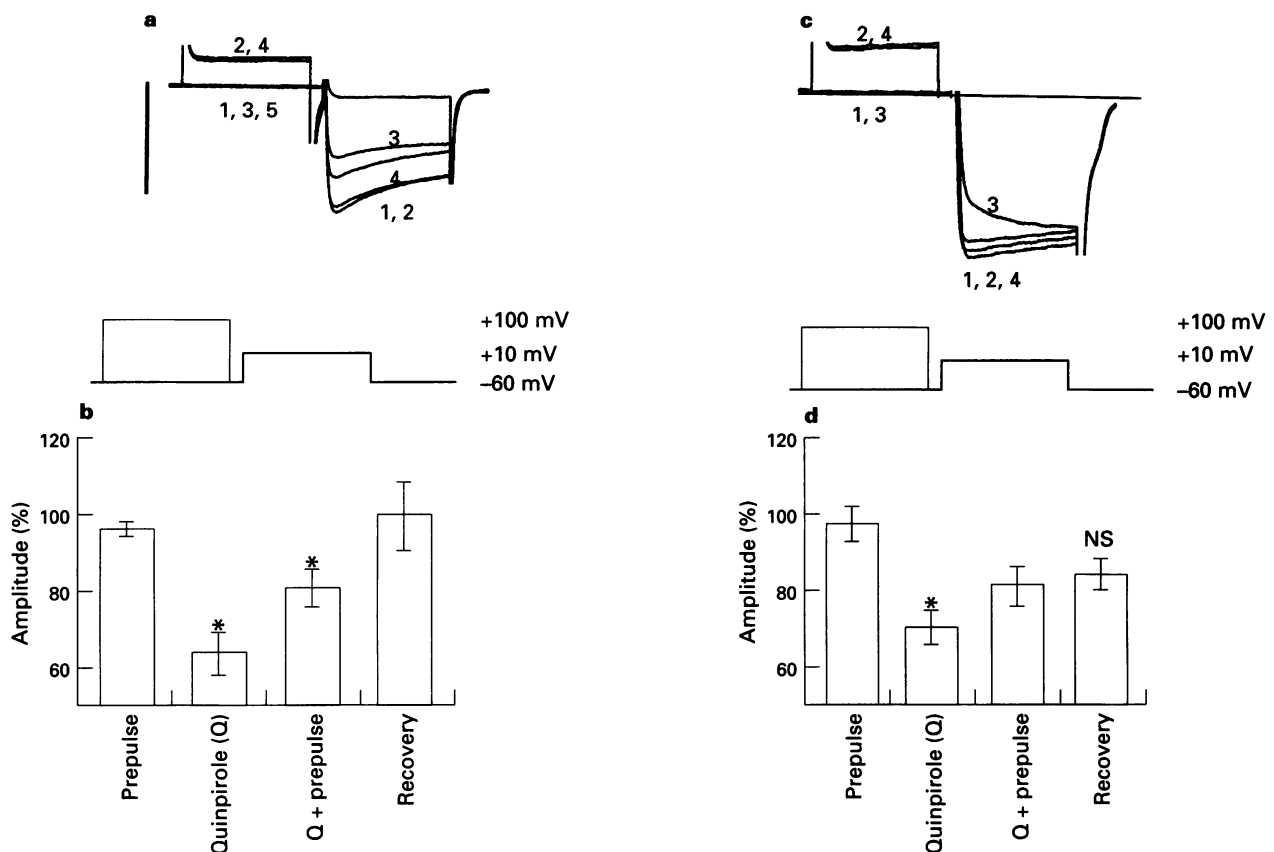 a
2, 4
1, 3, 5
3
4
1, 2
+100 mV
+10 mV
–60 mV
b
120
100
80
60
Amplitude (%)
*
*
Prepulse
Quinpirole (Q)
Q + prepulse
Recovery
c
2, 4
1, 3
3
1, 2, 4
+100 mV
+10 mV
–60 mV
d
120
100
80
60
Amplitude (%)
*
NS
Prepulse
Quinpirole (Q)
Q + prepulse
Recovery